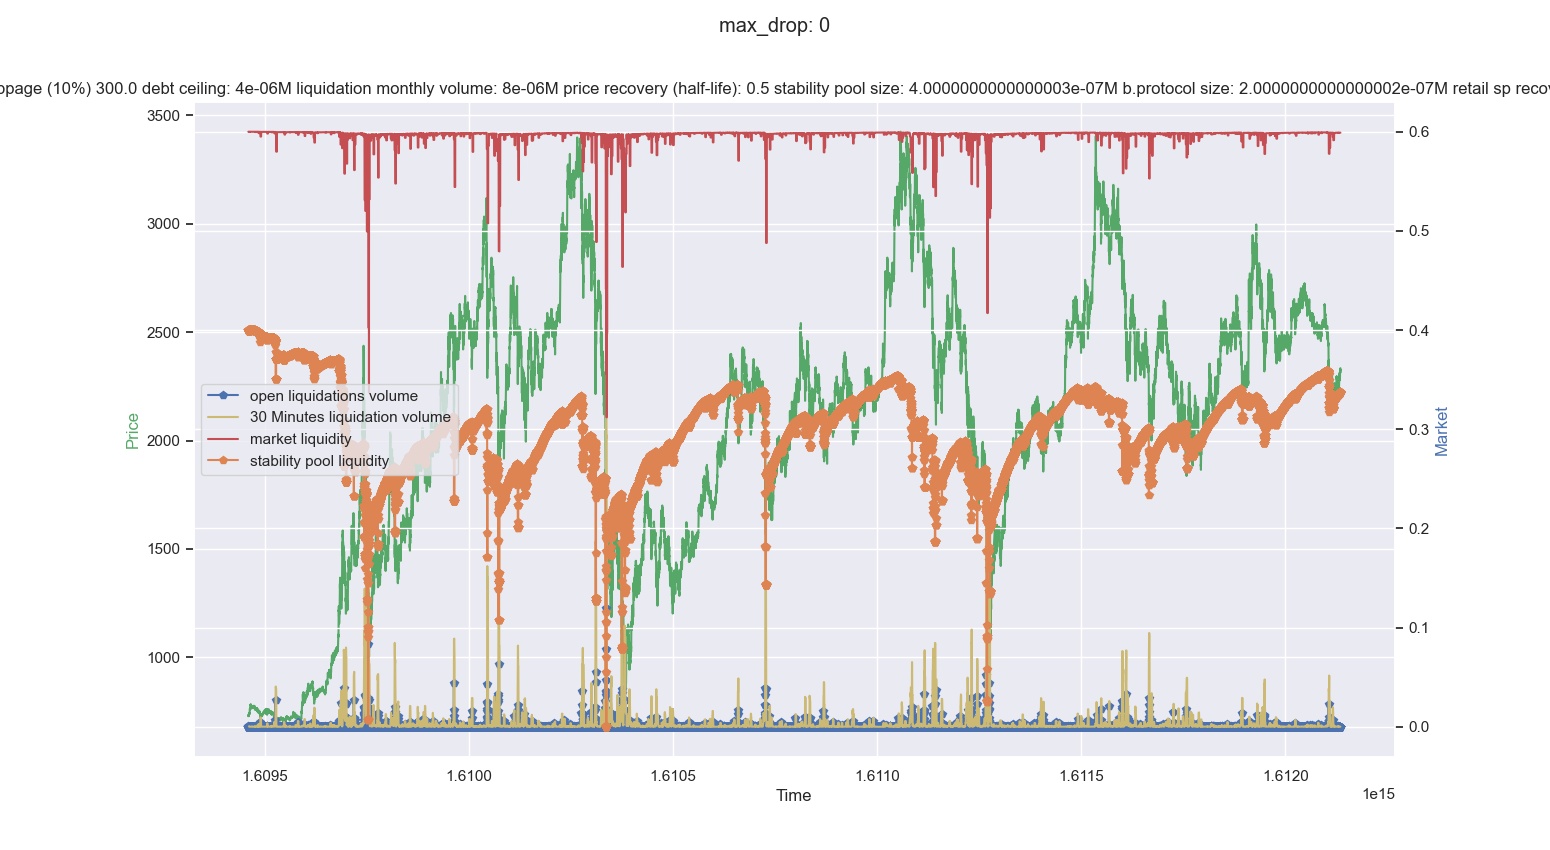 max_drop: 0
opage (10%) 300.0 debt ceiling: 4e-06M liquidation monthly volume: 8e-06M price recovery (half-life): 0.5 stability pool size: 4.0000000000000003e-07M b.protocol size: 2.0000000000000002e-07M retail sp recov
3500
3000
2500
2000
1500
1000
Price
open liquidations volume
30 Minutes liquidation volume
market liquidity
stability pool liquidity
0.6
0.5
0.4
0.3
0.2
0.1
0.0
Market
1.6095
1.6100
1.6105
1.6110
1.6115
1.6120
Time
1e15